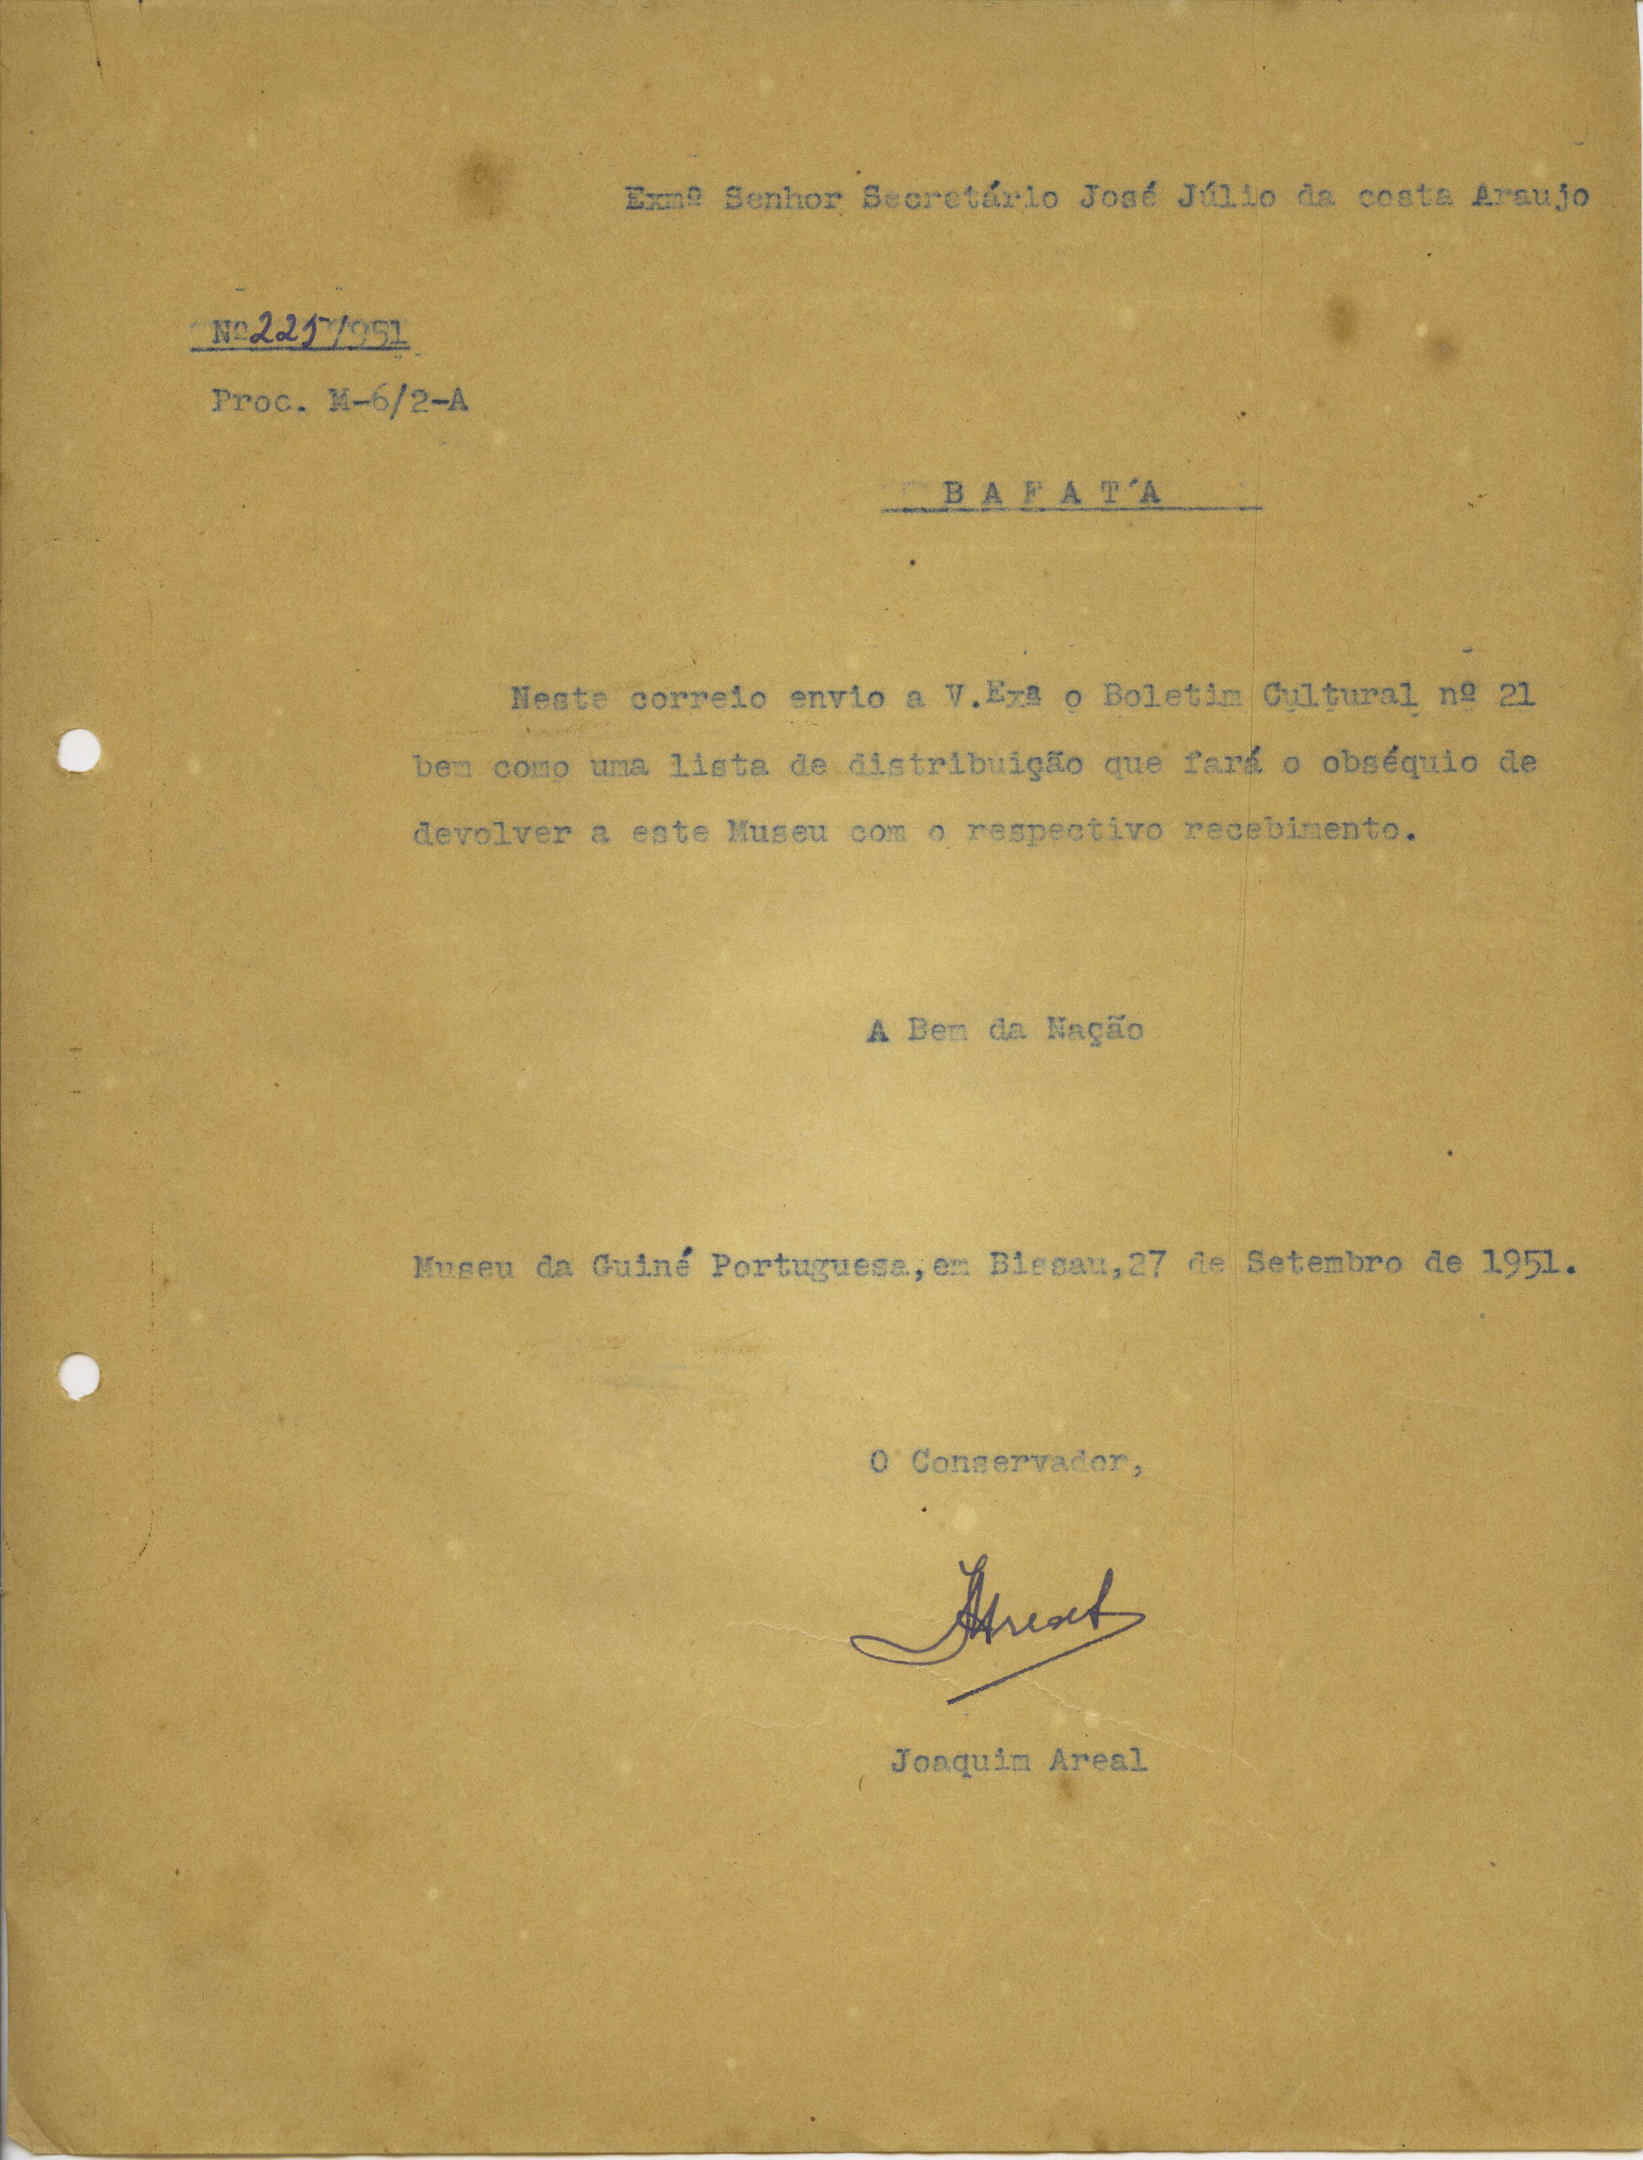 Exmº Senhor Secretário José Júlio da costa Araujo
Nº225/951
Proc. M-6/2-A
B A F A T´A
Neste correio envio a V.Exª o Boletim Cultural nº 21
bem como uma lista de distribuição que fará o obséquio de
devolver a este Museu com o respectivo recebimento.
A Bem da Nação
Museu da Guiné Portuguesa,em Bissau,27 de Setembro de 1951.
O Conservador,
JAreal
Joaquim Areal